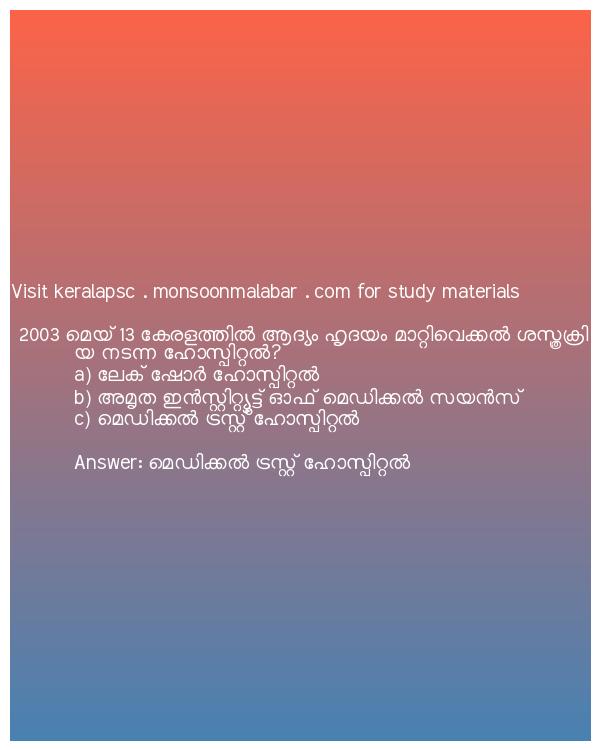 Visit keralapsc . monsoonmalabar . com for study materials
2003 മെയ് 13 കേരളത്തിൽ ആദ്യം ഹൃദയം മാറ്റിവെക്കൽ ശസ്ത്രക്രി
യ നടന്ന ഹോസ്പിറ്റൽ?
a) ലേക് ഷോർ ഹോസ്പിറ്റൽ
b) അമൃത ഇൻസ്റ്റിറ്റ്യൂട്ട് ഓഫ് മെഡിക്കൽ സയൻസ്
c) മെഡിക്കൽ ട്രസ്റ്റ് ഹോസ്പിറ്റൽ
Answer: മെഡിക്കൽ ട്രസ്റ്റ് ഹോസ്പിറ്റൽ